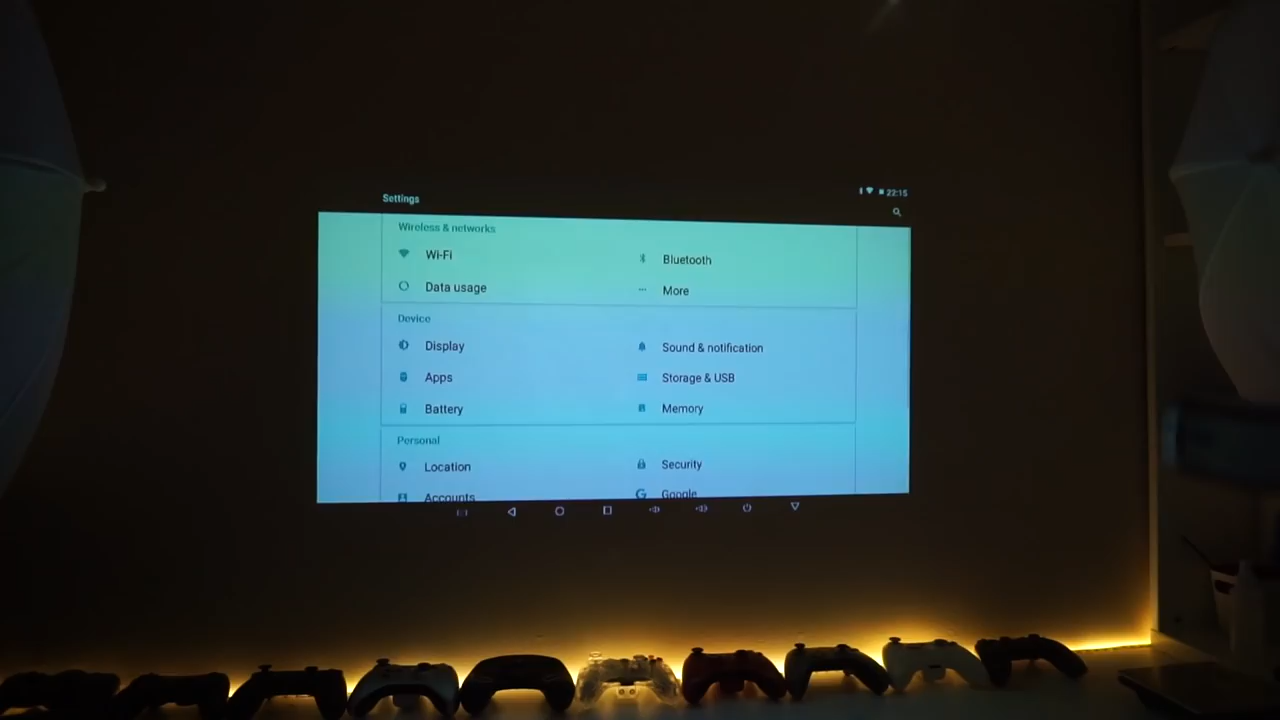 Settings
22:15
Wireless & networks
Wi-Fi
Bluetooth
Data usage
More
Device
Display
Sound & notification
Apps
Storage & USB
Battery
Memory
Personal
Location
Security
Accounts
Google